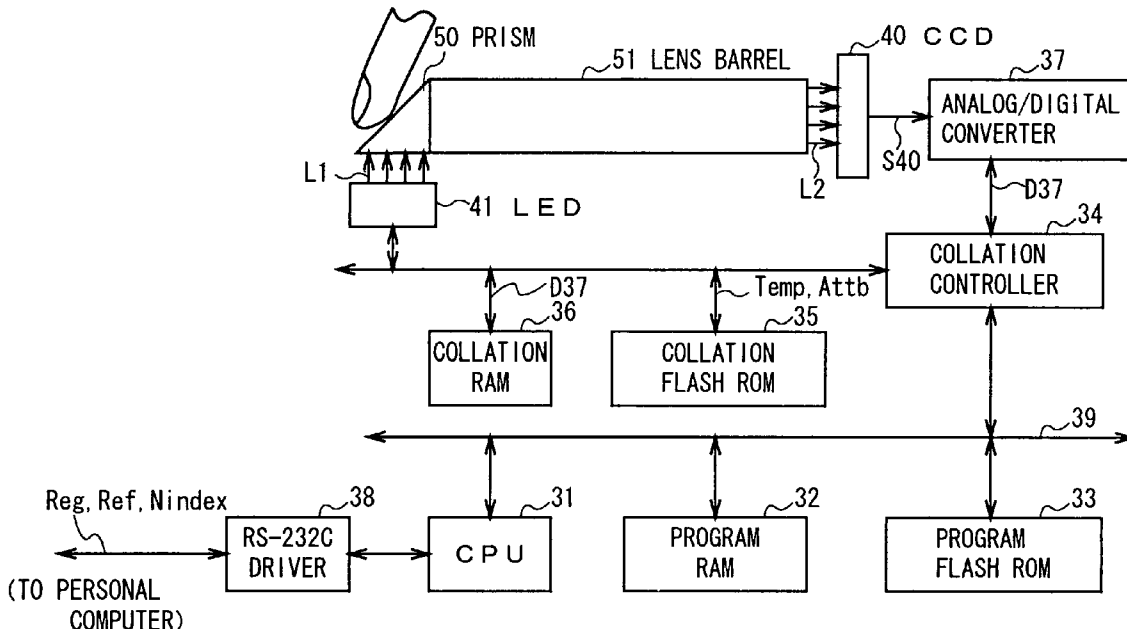 50 PRISM
51 LENS BARREL
40 CCD
37
ANALOG/DIGITAL
CONVERTER
L1
L2
S40
41 LED
D37
34
COLLATION
CONTROLLER
D37
Temp, Attb
36
COLLATION
RAM
35
COLLATION
FLASH ROM
39
Reg, Ref, Nindex
38
RS-232C
DRIVER
31
CPU
32
PROGRAM
RAM
33
PROGRAM
FLASH ROM
(TO PERSONAL
COMPUTER)